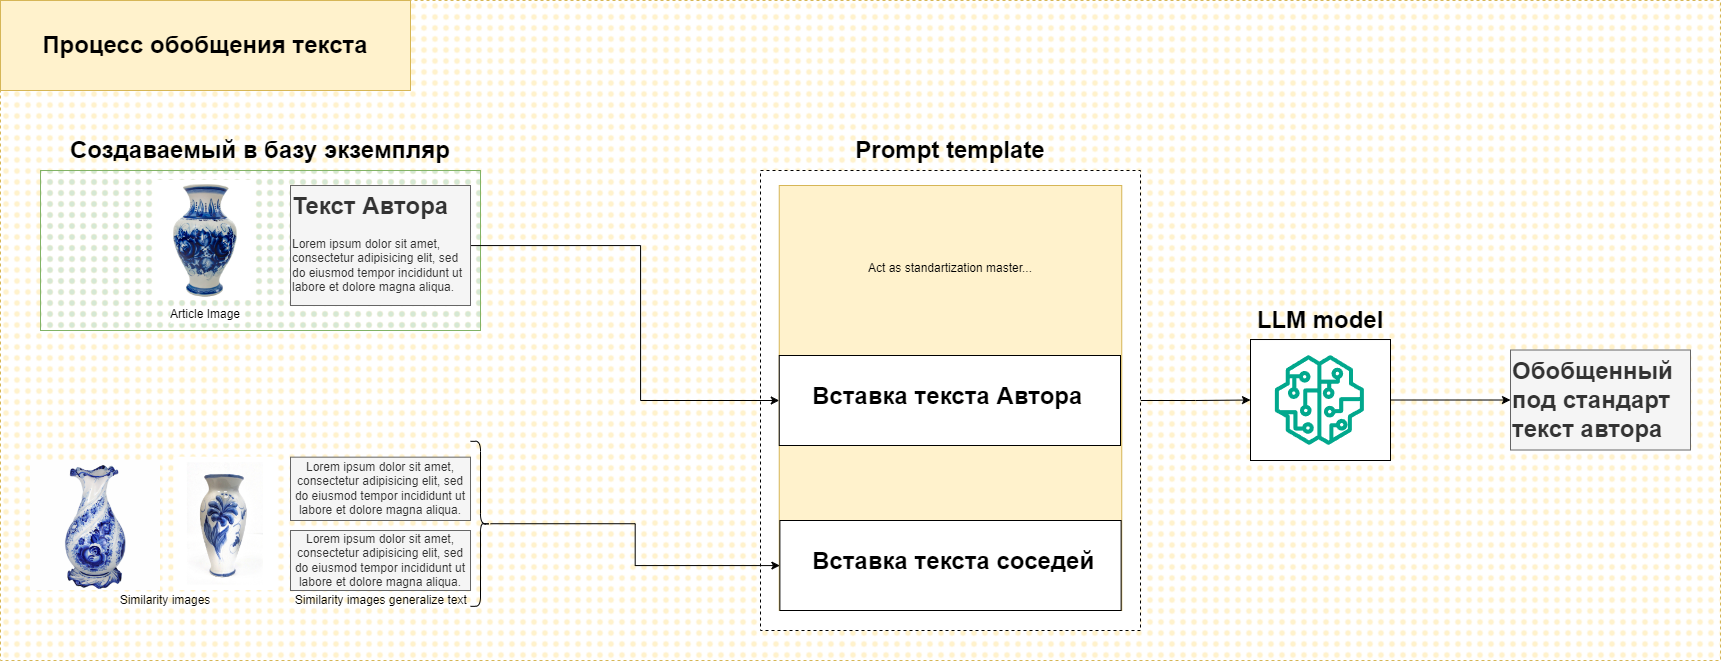 Процесс обобщения текста
Создаваемый в базу экземпляр
Текст Автора
Lorem ipsum dolor sit amet,
consectetur adipisicing elit, sed
do eiusmod tempor incididunt ut
labore et dolore magna aliqua.
Article Image
Lorem ipsum dolor sit amet,
consectetur adipisicing elit, sed
do eiusmod tempor incididunt ut
labore et dolore magna aliqua.
Lorem ipsum dolor sit amet,
consectetur adipisicing elit, sed
do eiusmod tempor incididunt ut
labore et dolore magna aliqua.
Similarity images
Similarity images generalize text
Prompt template
Act as standartization master...
Вставка текста Автора
Вставка текста соседей
LLM model
Обобщенный
под стандарт
текст автора